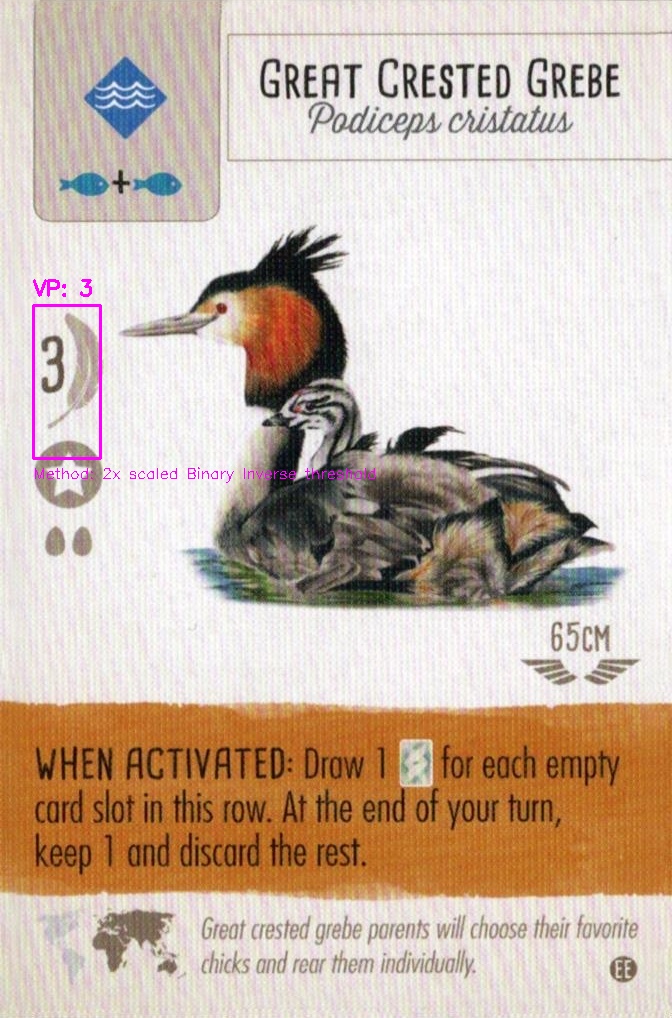 GREAT CRESTED GREBE
Podiceps cristatus
+
VP: 3
3
Method: 2x scaled Binary Inverse threshold
65CM
WHEN ACTIVATED: Draw 1 for each empty
card slot in this row. At the end of your turn,
keep 1 and discard the rest.
Great crested grebe parents will choose their favorite
chicks and rear them individually.
EE